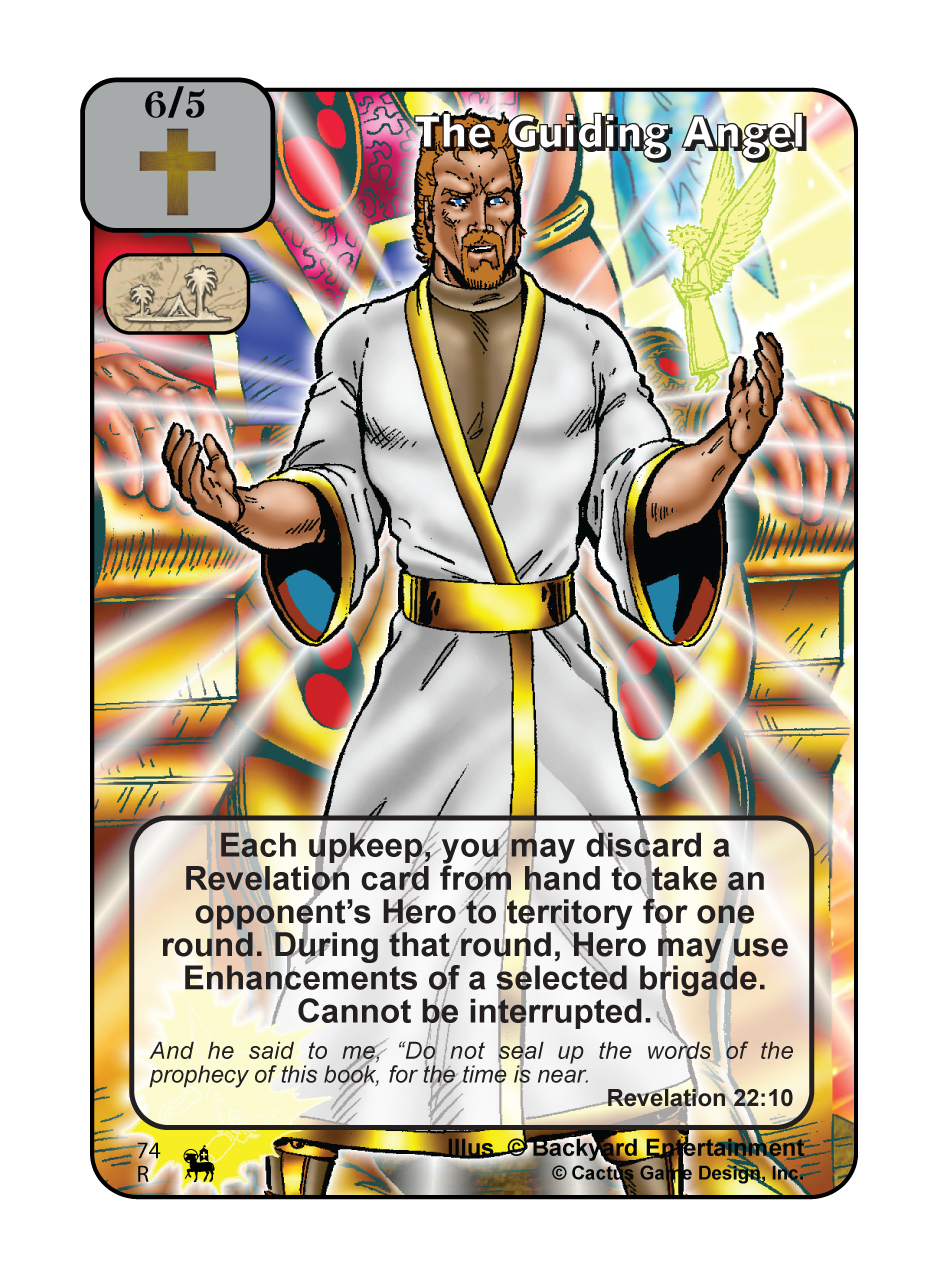 6/5
The Guiding Angel
Each upkeep, you may discard a
Revelation card from hand to take an
opponent's Hero to territory for one
round. During that round, Hero may use
Enhancements of a selected brigade.
Cannot be interrupted.
And he said to me, “Do not seal up the words of the
prophecy of this book, for the time is near.
Revelation 22:10
74
R
Illus © Backyard Entertainment
© Cactus Game Design, Inc.